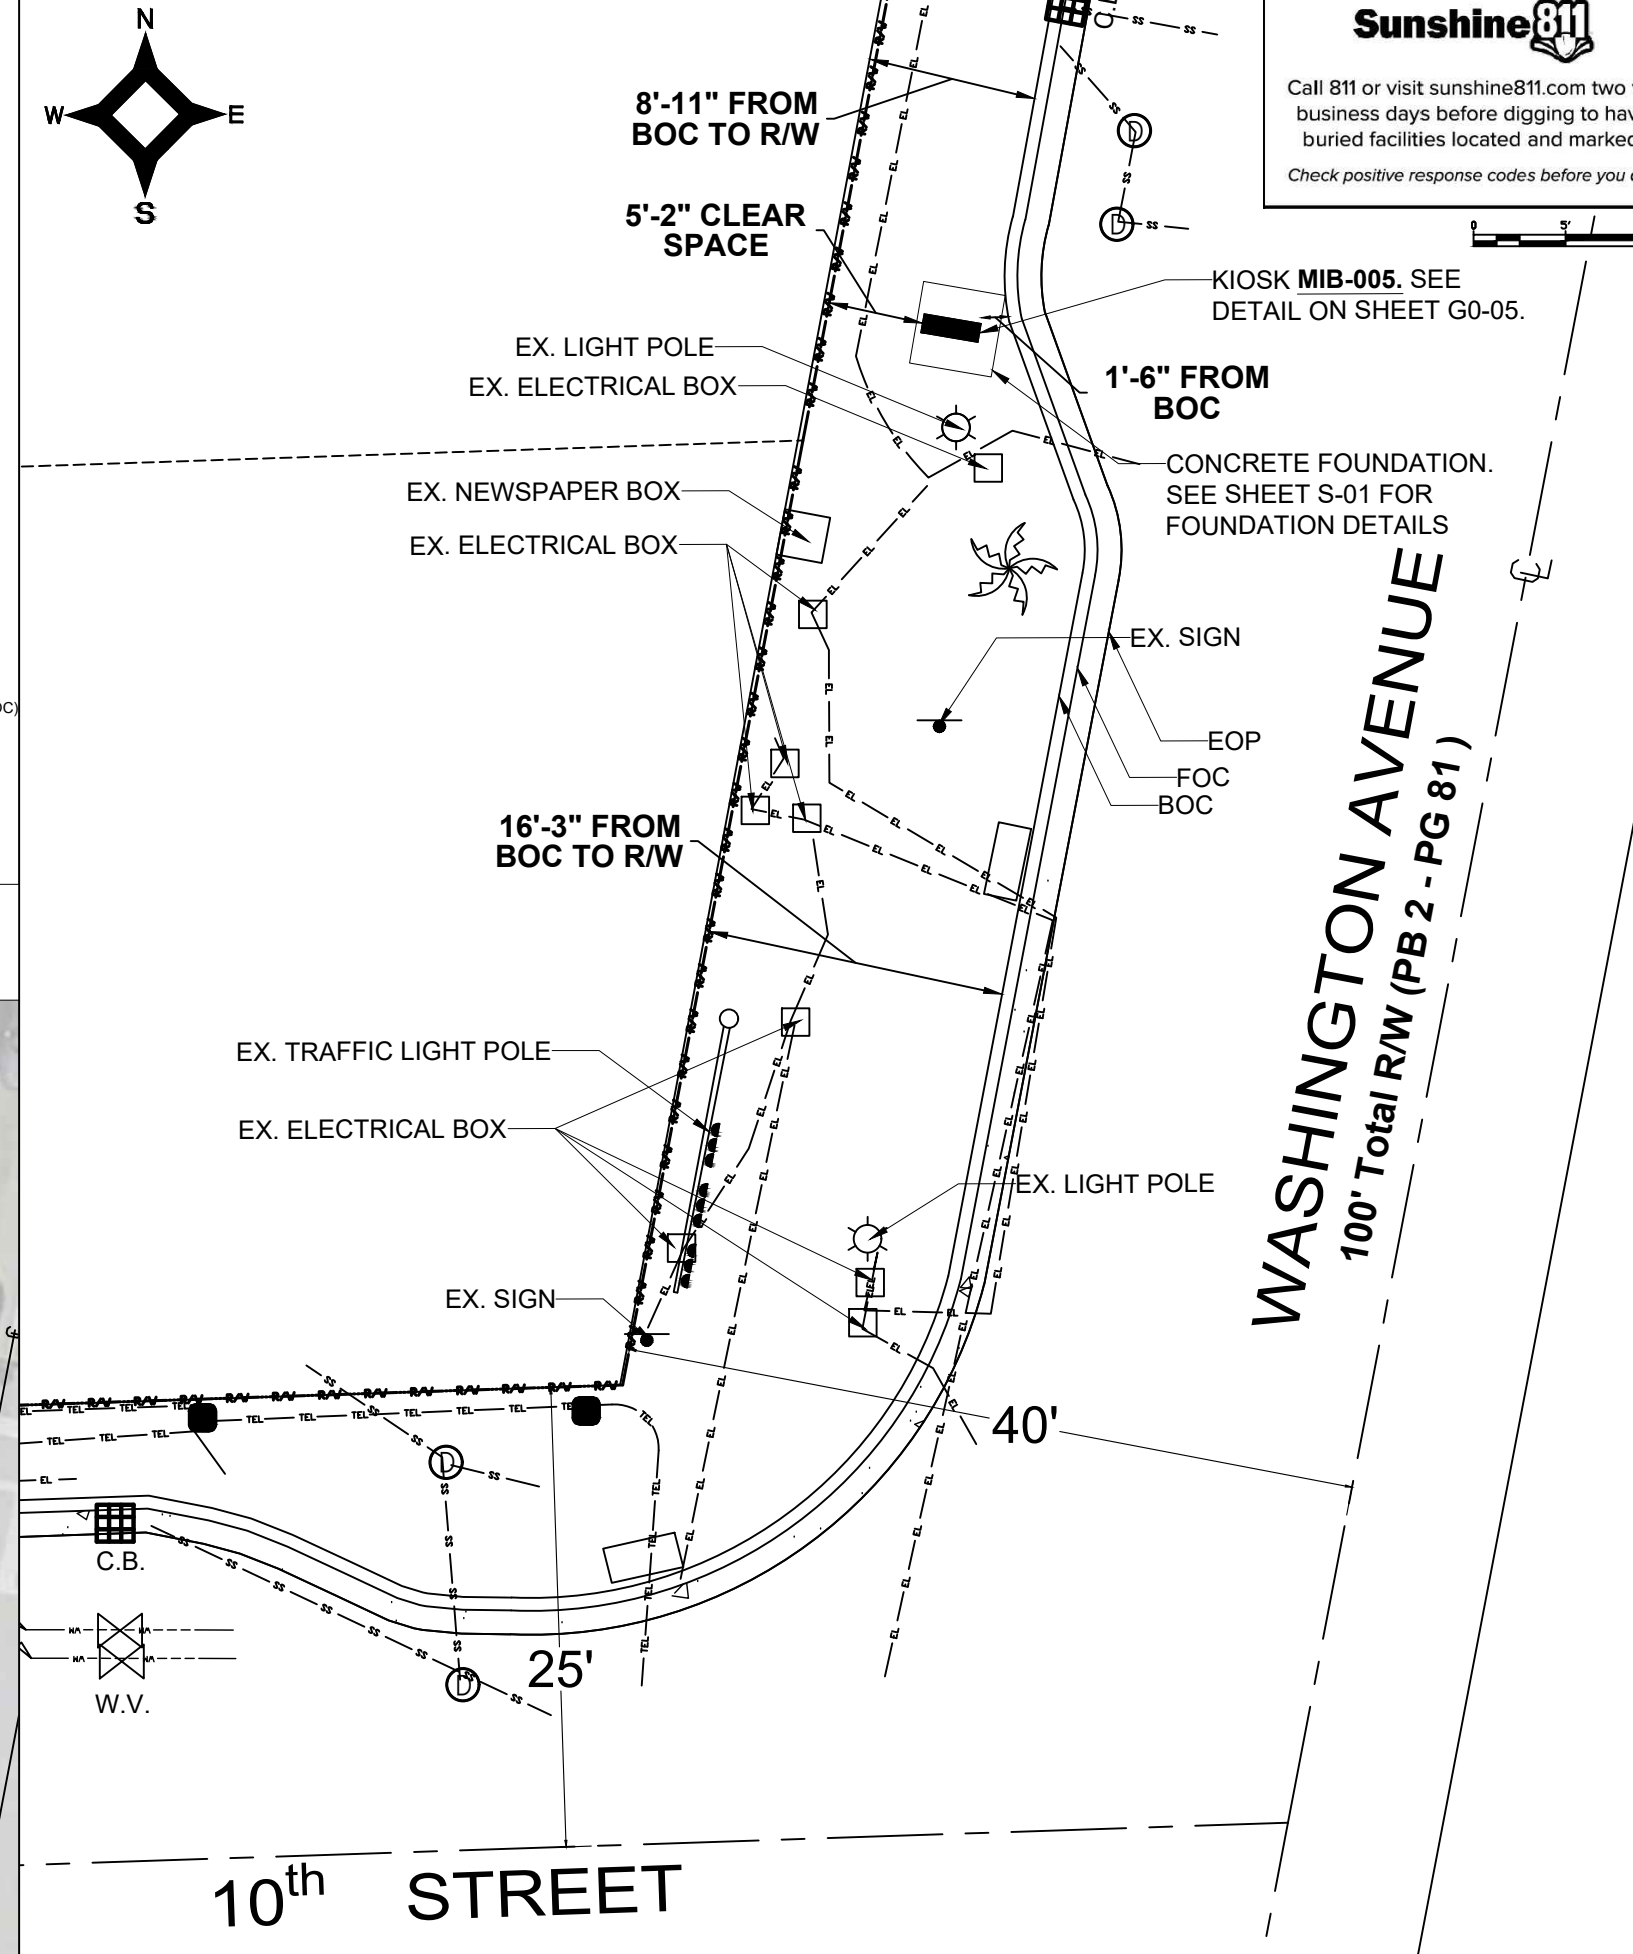 N
W
E
S
Sunshine811
Call 811 or visit sunshine811.com two
business days before digging to
buried facilities located and
Check positive response codes before you
0 5'
8'-11" FROM
BOC TO R/W
5'-2" CLEAR
SPACE
KIOSK MIB-005. SEE
DETAIL ON SHEET G0-05.
EX. LIGHT POLE
EX. ELECTRICAL BOX
1'-6" FROM
BOC
CONCRETE FOUNDATION.
SEE SHEET S-01 FOR
FOUNDATION DETAILS
EX. NEWSPAPER BOX
EX. ELECTRICAL BOX
EX. SIGN
EOP
FOC
BOC
16'-3" FROM
BOC TO R/W
WASHINGTON AVENUE
100' Total R/W (PB 2 - PG 81 )
EX. TRAFFIC LIGHT POLE
EX. ELECTRICAL BOX
EX. LIGHT POLE
EX. SIGN
40'
C.B.
W.V.
25'
10th STREET